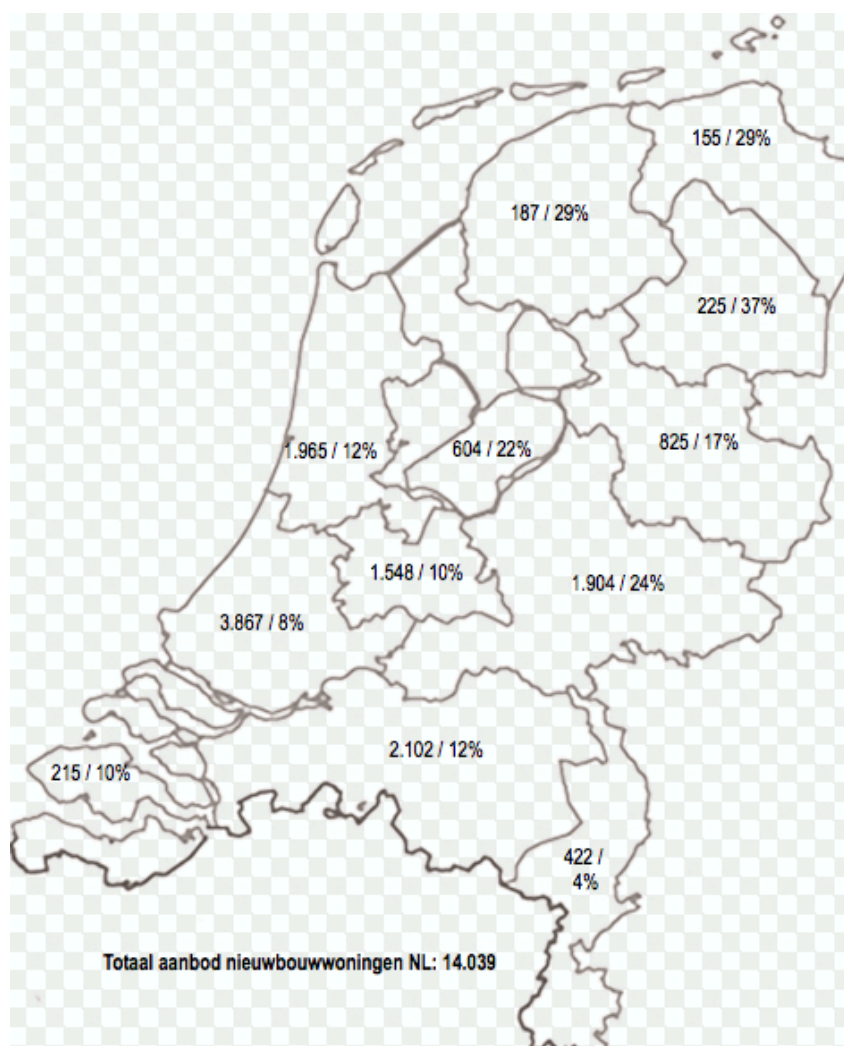 155 / 29%
187 / 29%
225 / 37%
1.965 / 12%
604 / 22%
825 / 17%
1.548 / 10%
1.904 / 24%
3.867 / 8%
2.102 / 12%
215 / 10%
422 /
4%
Totaal aanbod nieuwbouwwoningen NL: 14.039